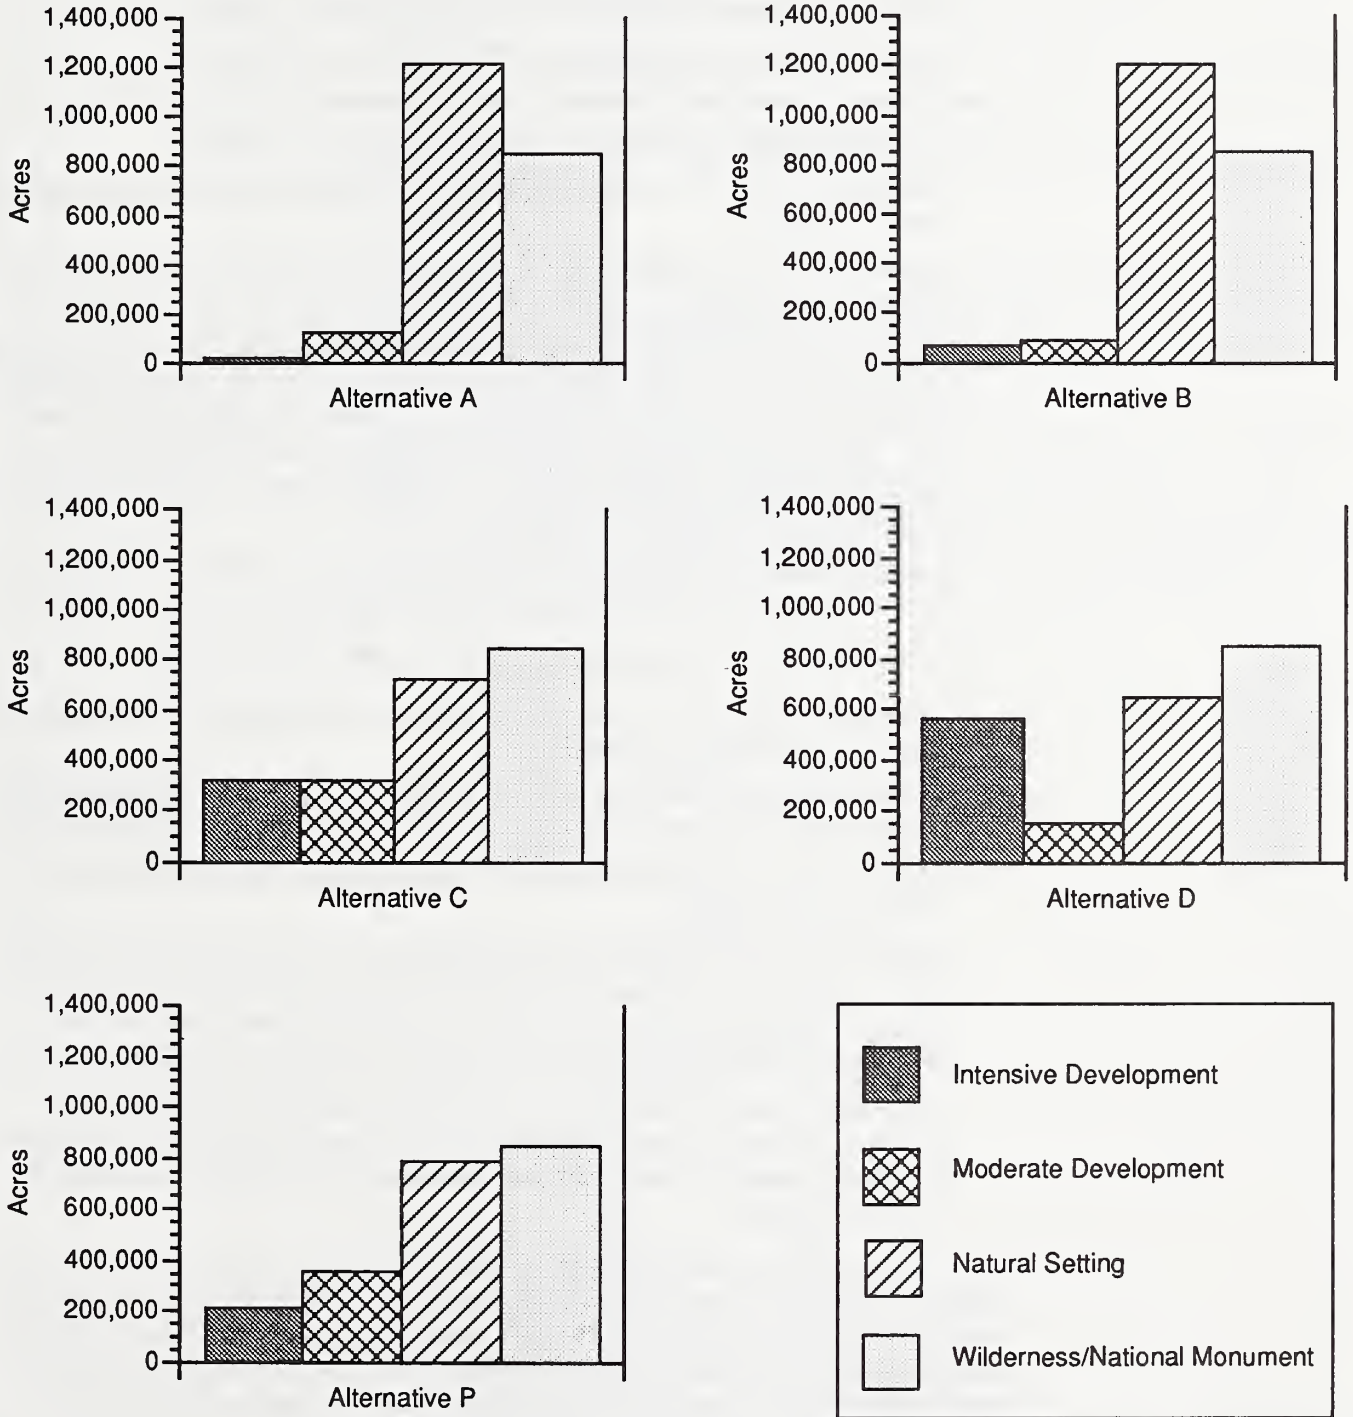 1,400,000
1,200,000
1,000,000
800,000
600,000
400,000
200,000
0
Acres
Alternative A
1,400,000
1,200,000
1,000,000
800,000
600,000
400,000
200,000
0
Acres
Alternative B
1,400,000
1,200,000
1,000,000
800,000
600,000
400,000
200,000
0
Acres
Alternative C
1,400,000
1,200,000
1,000,000
800,000
600,000
400,000
200,000
0
Acres
Alternative D
1,400,000
1,200,000
1,000,000
800,000
600,000
400,000
200,000
0
Acres
Alternative P
Intensive Development
Moderate Development
Natural Setting
Wilderness/National Monument